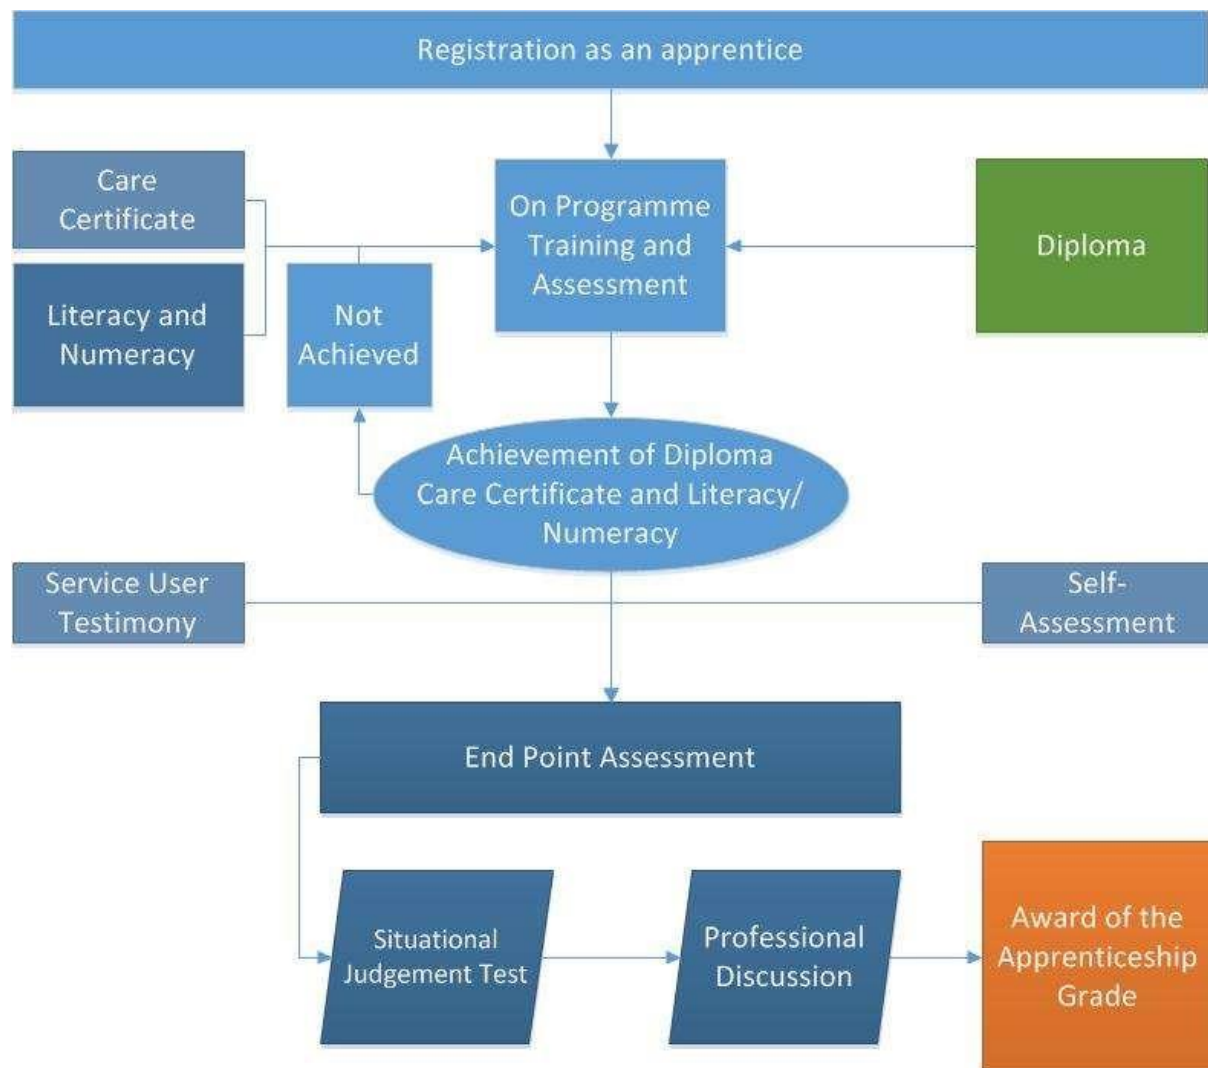 Registration as an apprentice
Care
Certificate
On Programme
Training and
Assessment
Diploma
Literacy and
Numeracy
Not
Achieved
Achievement of Diploma
Care Certificate and Literacy/
Numeracy
Service User
Testimony
Self-
Assessment
End Point Assessment
Situational
Judgement Test
Professional
Discussion
Award of the
Apprenticeship
Grade